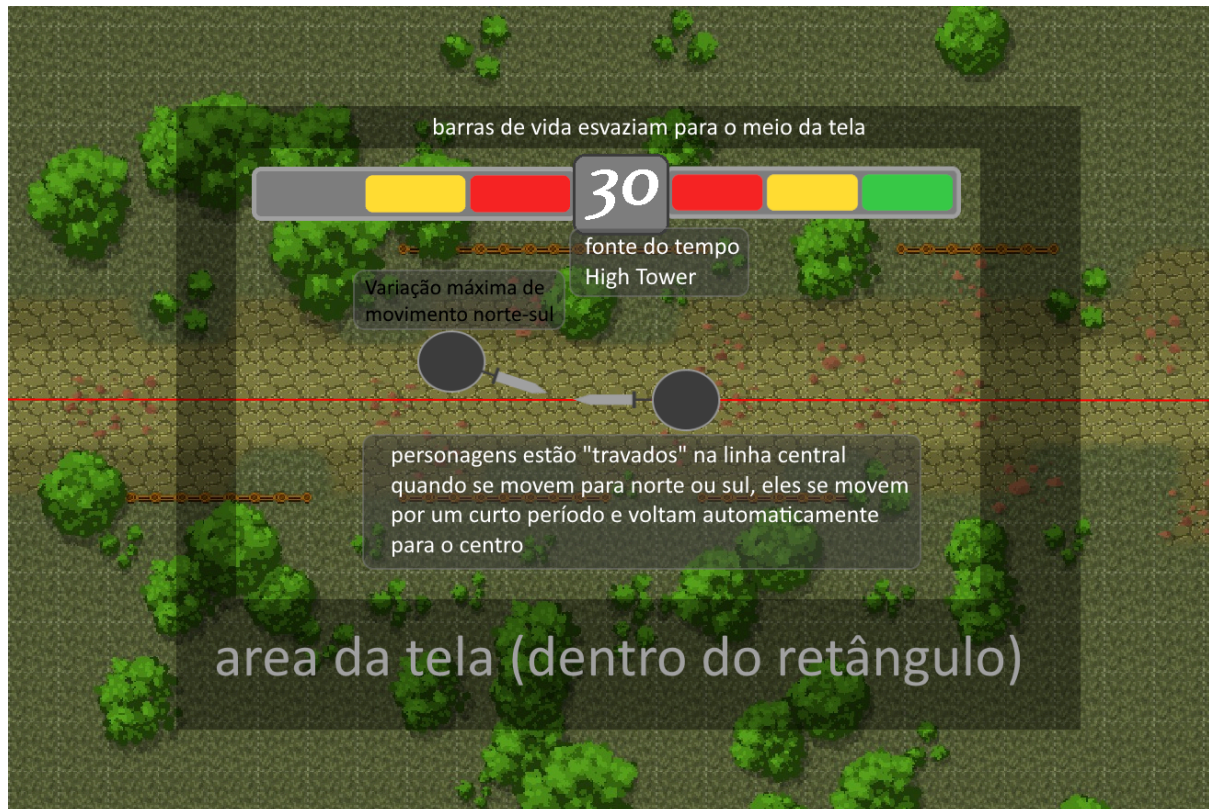 barras de vida esvaziam para o meio da tela
30
fonte do tempo
High Tower
Variação máxima de
movimento norte-sul
personagens estão "travados" na linha central
quando se movem para norte ou sul, eles se movem
por um curto período e voltam automaticamente
para o centro
area da tela (dentro do retângulo)